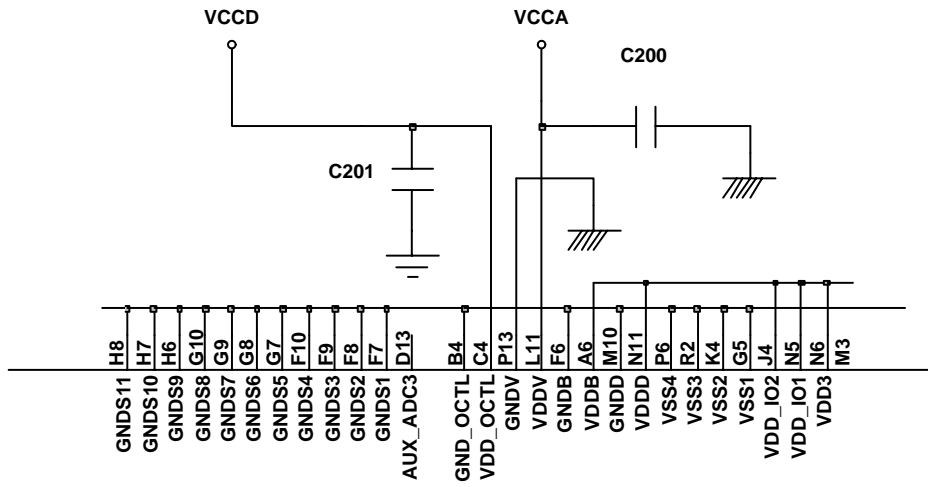 VCCD
VCCA
C200
C201
H8
H7
H6
G10
G9
G8
G7
F10
F9
F8
F7
D13
B4
C4
P13
L11
F6
A6
M10
N11
P6
R2
K4
G5
J4
N5
N6
M3
GNDS11
GNDS10
GNDS9
GNDS8
GNDS7
GNDS6
GNDS5
GNDS4
GNDS3
GNDS2
GNDS1
AUX_ADC3
GND_OCTL
VDD_OCTL
GNDV
VDDV
GNDB
VDDB
GNDD
VDDD
VSS4
VSS3
VSS2
VSS1
VDD_IO2
VDD_IO1
VDD3